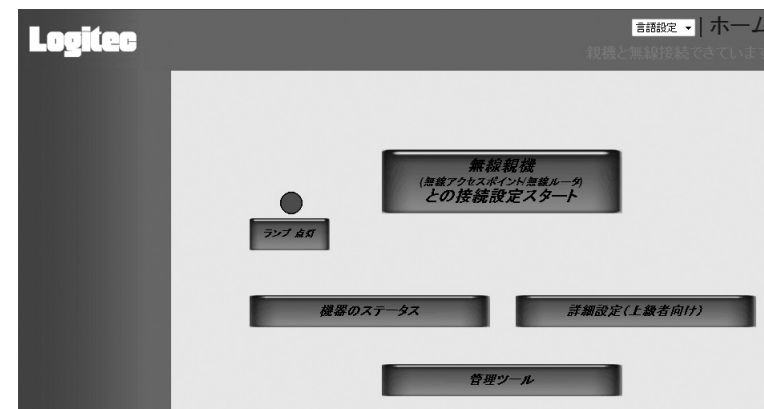 Logitec
言語設定
| ホーム
親機と無線接続できています
無線親機
(無線アクセスポイント/無線ルータ)
との接続設定スタート
ランプ 点灯
機器のステータス
詳細設定(上級者向け)
管理ツール